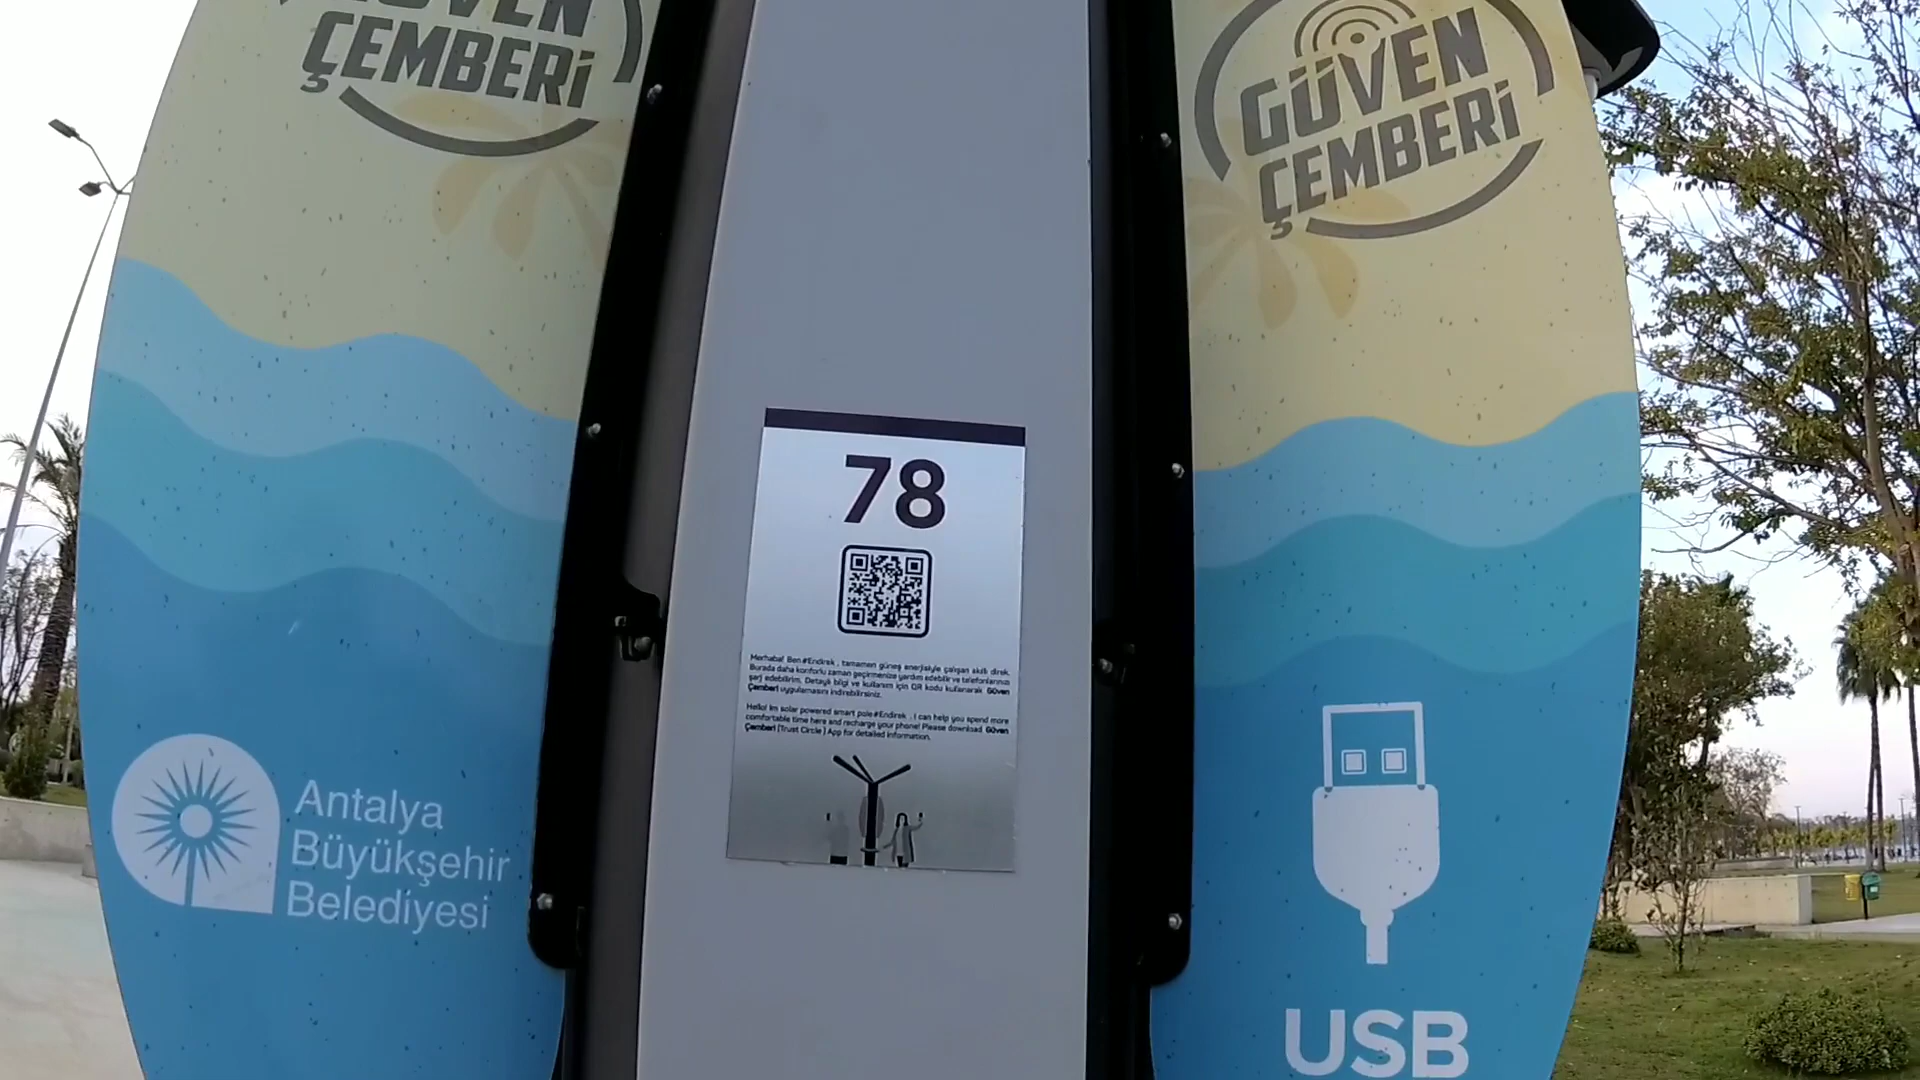 GÜVEN
ÇEMBERİ
GÜVEN
ÇEMBERİ
78
Merhaba! Ben #Endirek , tamamen güneş enerjisiyle çalışan akıllı direk.
Burada daha konforlu zaman geçirmenize yardım edebilir ve telefonlarınızı
şarj edebilirim. Detaylı bilgi ve kullanım için QR kodu kullanarak Güven
Çemberi uygulamasını indirebilirsiniz.
Hello! Im solar powered smart pole #Endirek . I can help you spend more
comfortable time here and recharge your phone! Please download Güven
Çemberi (Trust Circle) App for detailed information.
Antalya
Büyükşehir
Belediyesi
USB